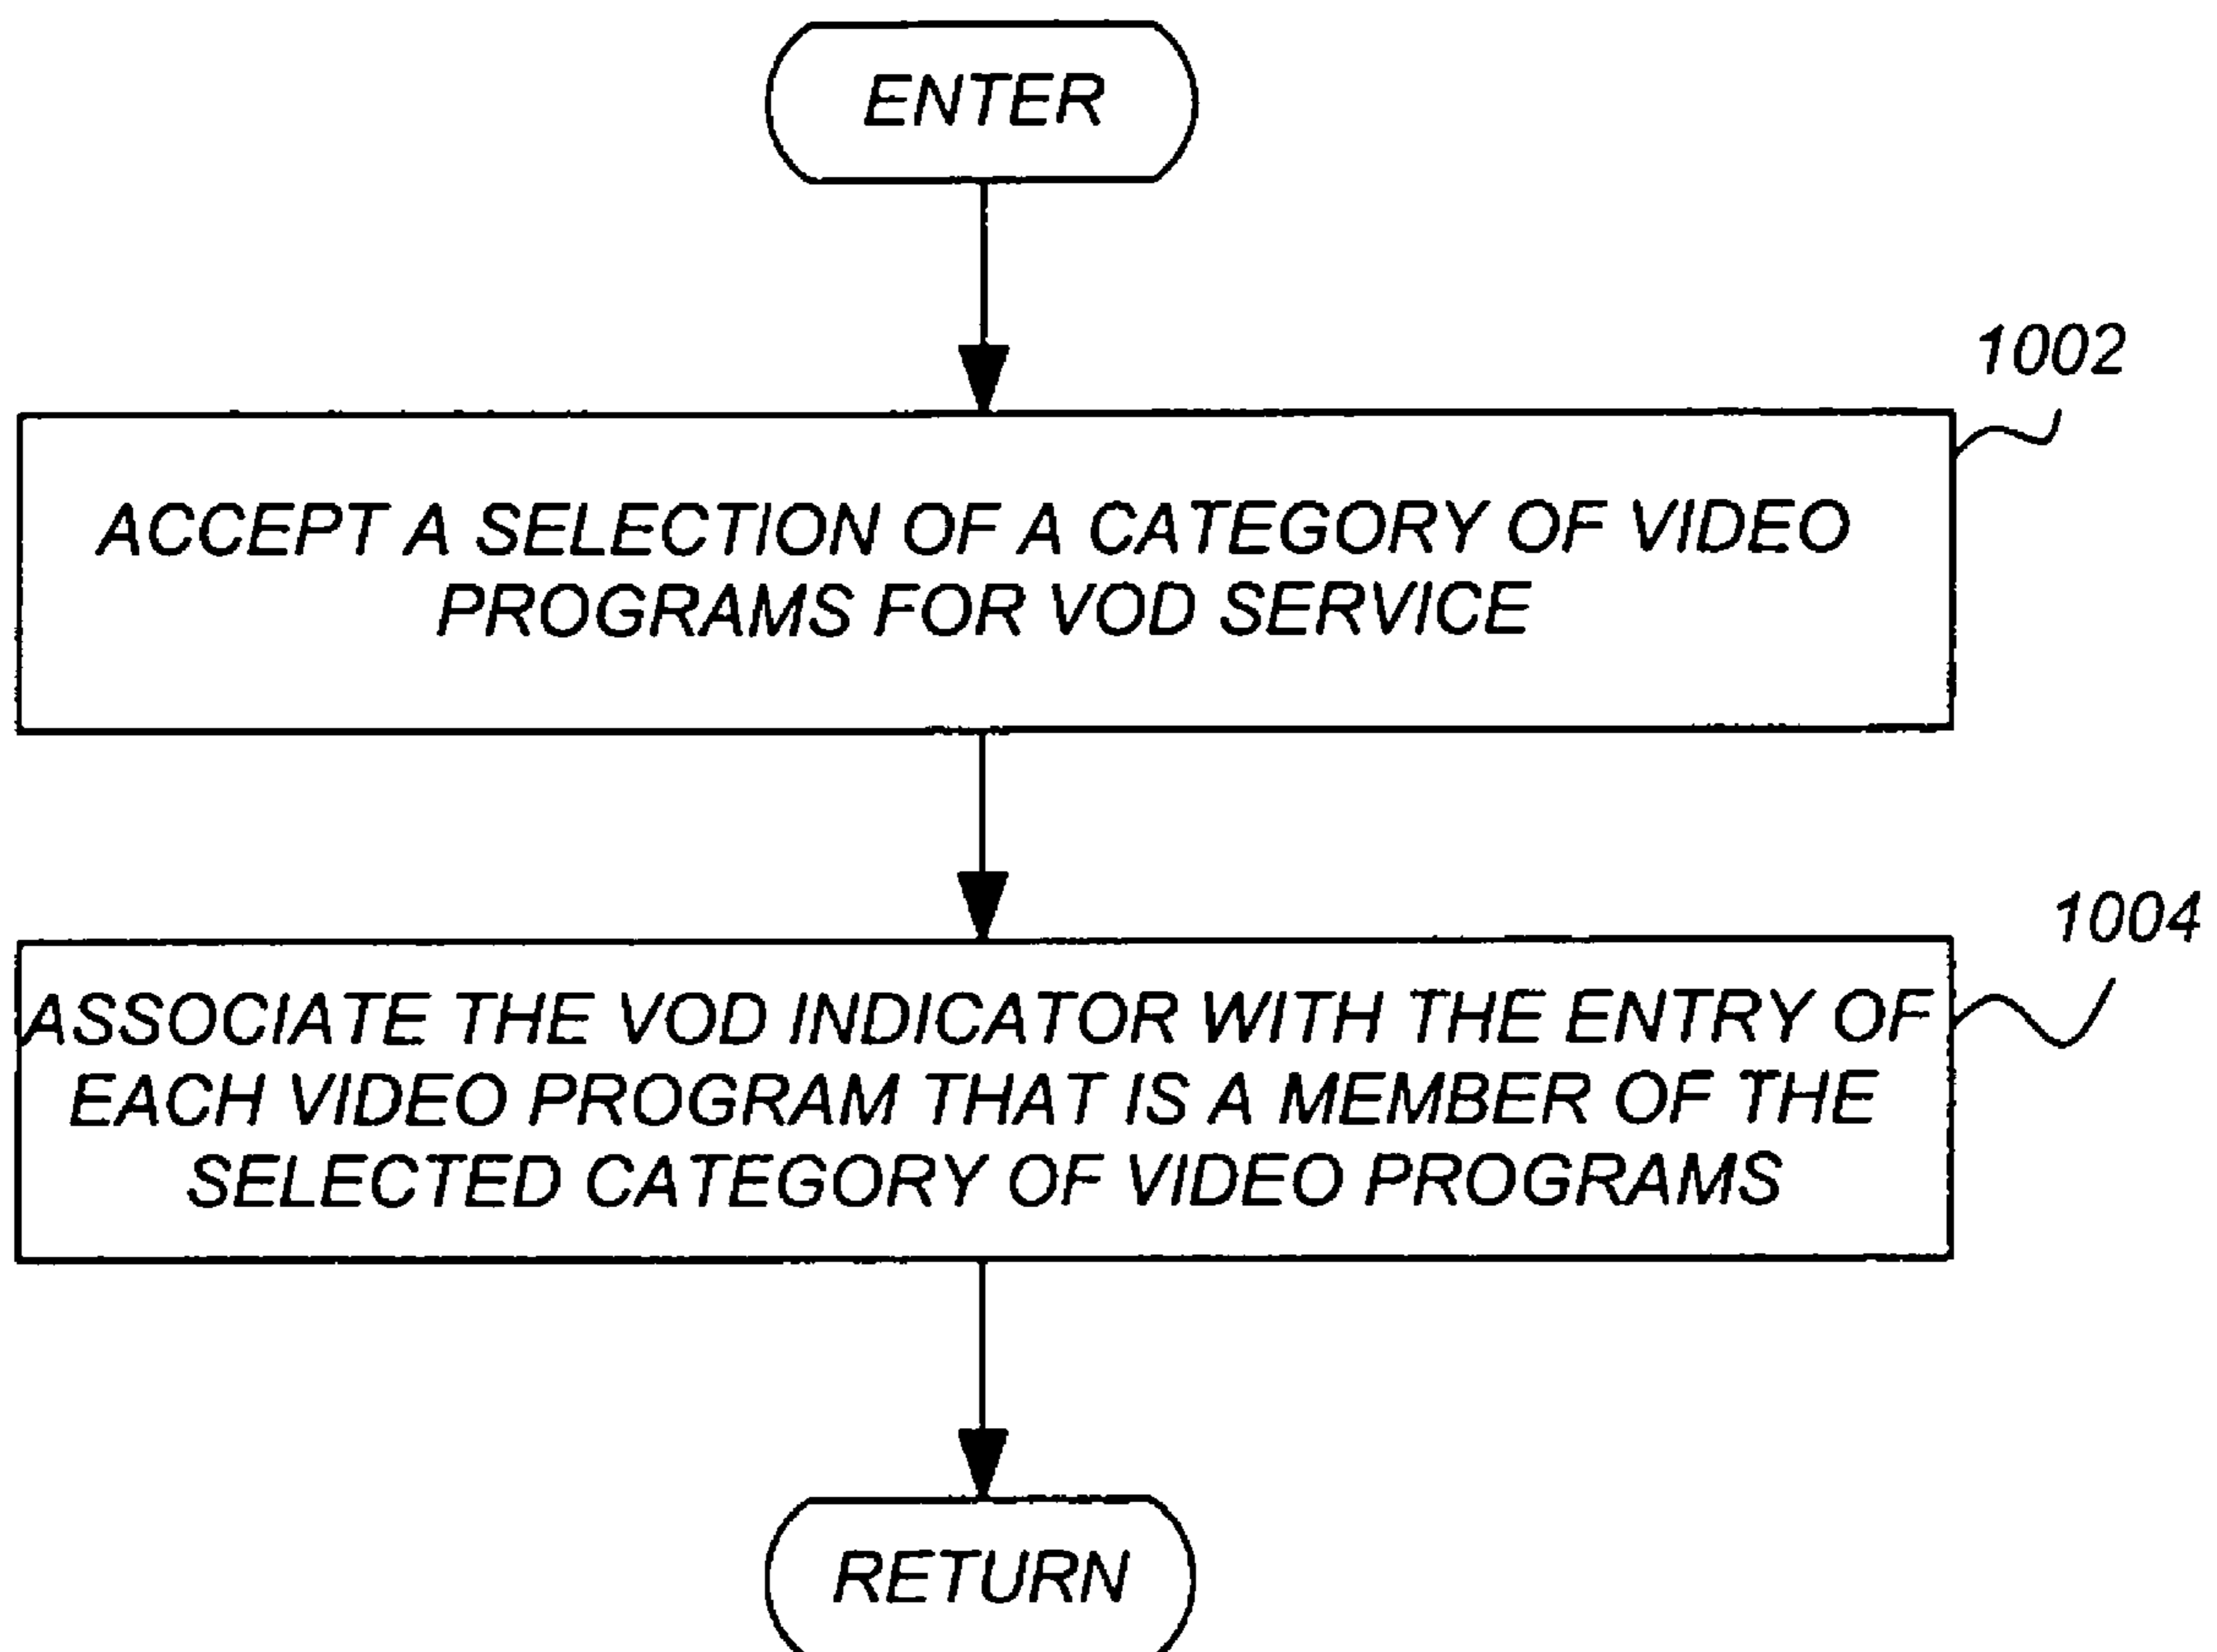 ENTER
1002
ACCEPT A SELECTION OF A CATEGORY OF VIDEO
PROGRAMS FOR VOD SERVICE
1004
ASSOCIATE THE VOD INDICATOR WITH THE ENTRY OF
EACH VIDEO PROGRAM THAT IS A MEMBER OF THE
SELECTED CATEGORY OF VIDEO PROGRAMS
RETURN